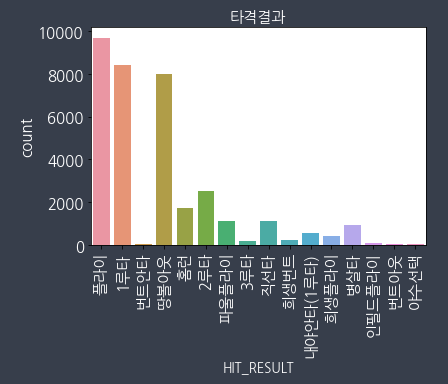 타격결과
10000
8000
6000
4000
2000
0
count
플라이
1루타
번트안타
땅볼아웃
홈런
2루타
파울플라이
3루타
직선타
희생번트
내야안타(1루타)
희생플라이
병살타
인필드플라이
번트아웃
야수선택
HIT_RESULT